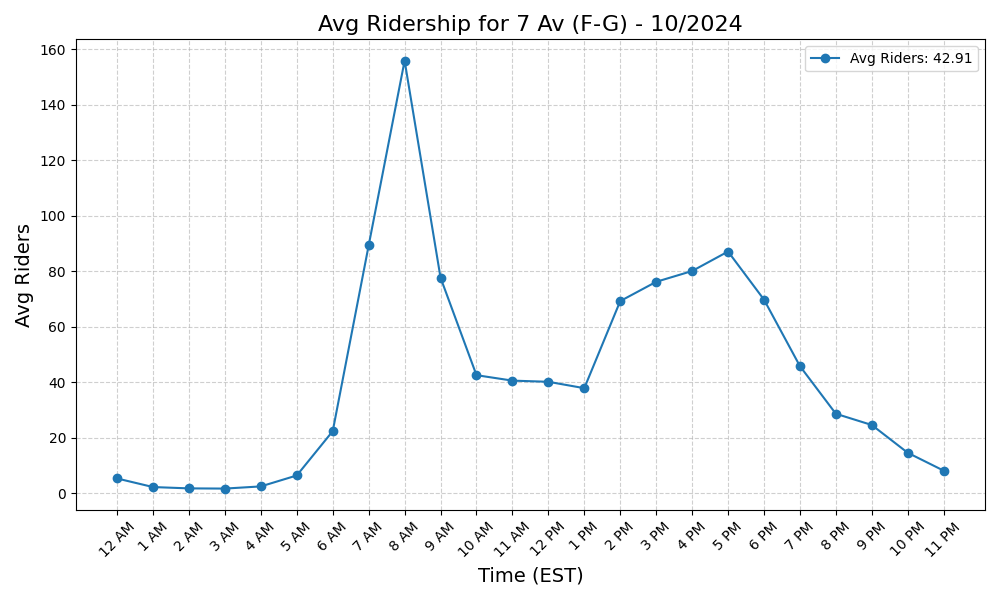 Avg Ridership for 7 Av (F-G) - 10/2024
Avg Riders: 42.91
Avg Riders
160
140
120
100
80
60
40
20
0
12 AM
1 AM
2 AM
3 AM
4 AM
5 AM
6 AM
7 AM
8 AM
9 AM
10 AM
11 AM
12 PM
1 PM
2 PM
3 PM
4 PM
5 PM
6 PM
7 PM
8 PM
9 PM
10 PM
11 PM
Time (EST)